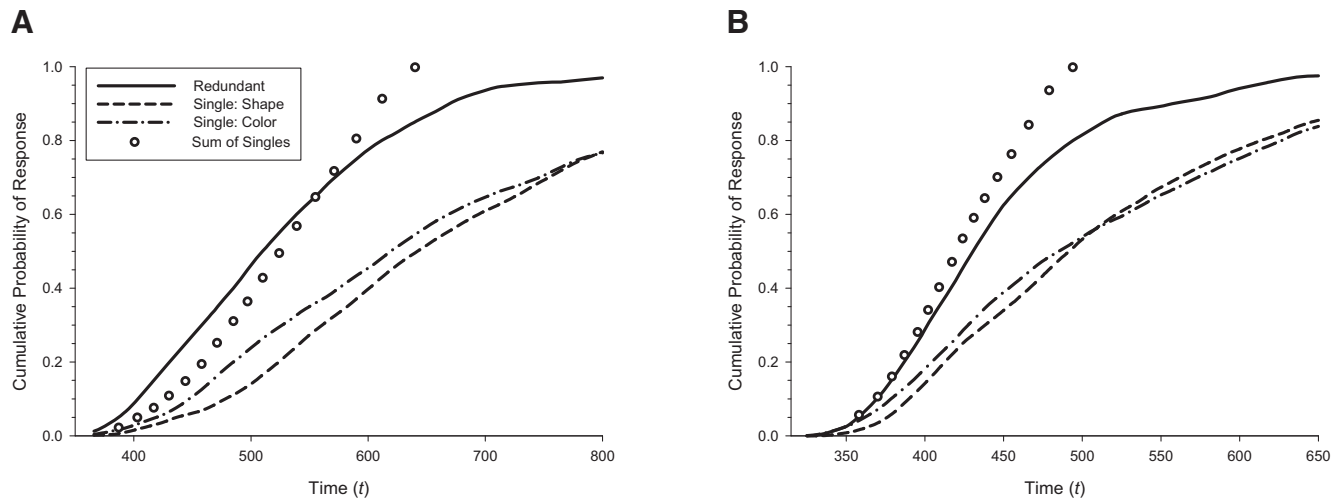 A
B
1.0
0.8
0.6
0.4
0.2
0.0
Cumulative Probability of Response
Redundant
Single: Shape
Single: Color
Sum of Singles
400
500
600
700
800
Time (t)
1.0
0.8
0.6
0.4
0.2
0.0
Cumulative Probability of Response
350
400
450
500
550
600
650
Time (t)